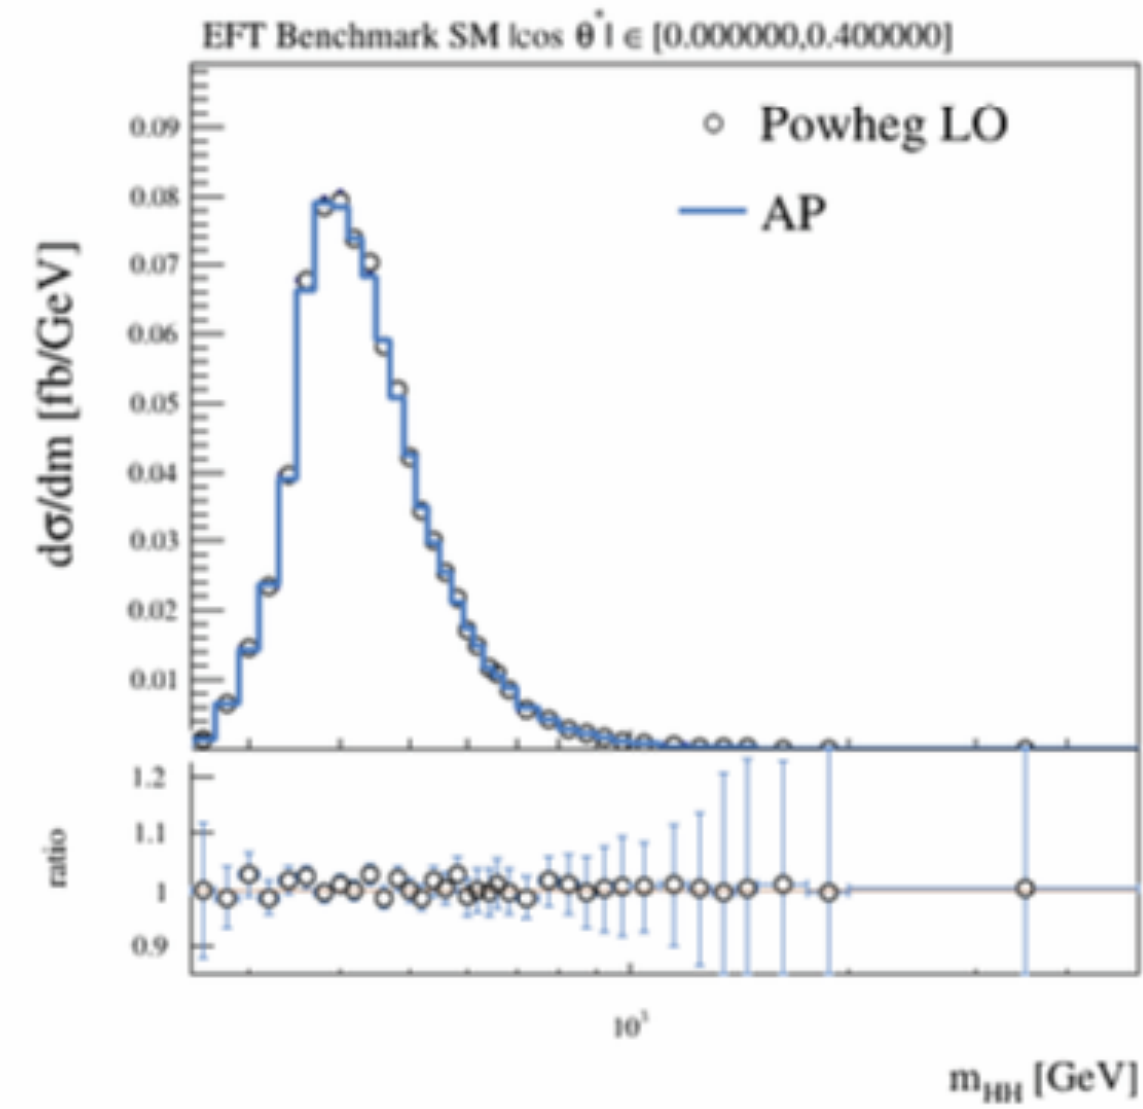 EFT Benchmark SM |cos θ*| ∈ [0.000000,0.400000]
Powheg LO
AP
dσ/dm [fb/GeV]
0.09
0.08
0.07
0.06
0.05
0.04
0.03
0.02
0.01
ratio
1.2
1.1
1
0.9
10³
m_HH [GeV]